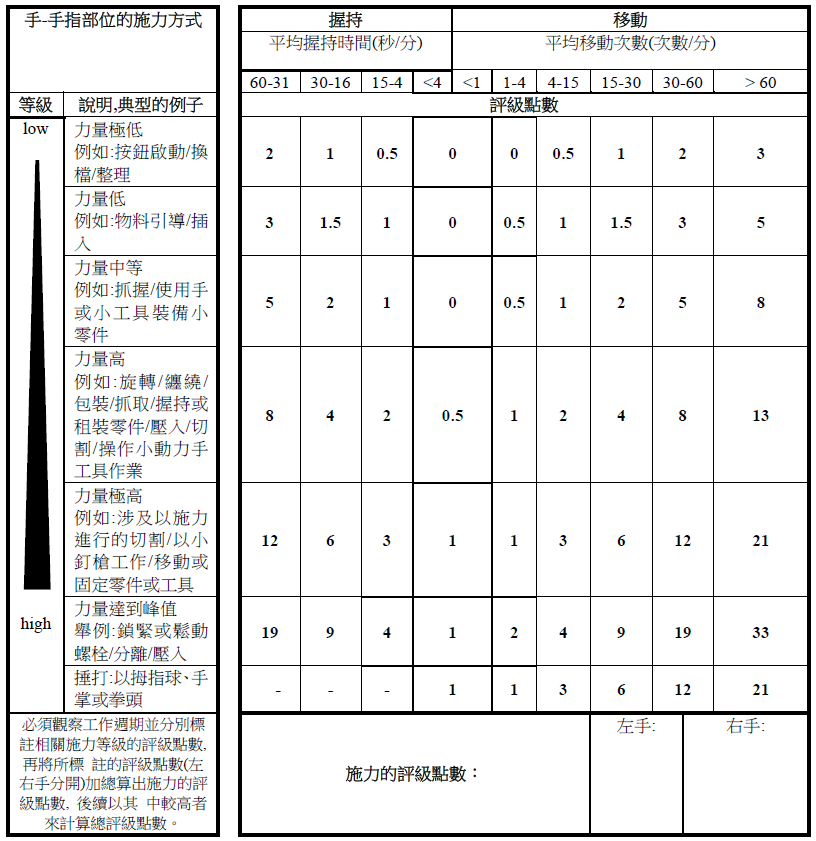 手-手指部位的施力方式
握持
移動
平均握持時間(秒/分)
平均移動次數(次數/分)
60-31 30-16 15-4 <4 <1 1-4 4-15 15-30 30-60 > 60
等級 說明,典型的例子 評級點數
low
力量極低
例如:按鈕啟動/換
檔/整理
2 1 0.5 0 0 0.5 1 2 3
力量低
例如:物料引導/插
入
3 1.5 1 0 0.5 1 1.5 3 5
力量中等
例如:抓握/使用手
或小工具裝備小
零件
5 2 1 0 0.5 1 2 5 8
力量高
例如:旋轉/纏繞/
包裝/抓取/握持或
租裝零件/壓入/切
割/操作小動力手
工具作業
8 4 2 0.5 1 2 4 8 13
力量極高
例如:涉及以施力
進行的切割/以小
釘槍工作/移動或
固定零件或工具
12 6 3 1 1 3 6 12 21
high
力量達到峰值
舉例:鎖緊或鬆動
螺栓/分離/壓入
19 9 4 1 2 4 9 19 33
捶打:以拇指球、手
掌或拳頭
- - - 1 1 3 6 12 21
必須觀察工作週期並分別標
註相關施力等級的評級點數,
再將所標 註的評級點數(左
右手分開)加總算出施力的評
級點數, 後續以其 中較高者
來計算總評級點數。
施力的評級點數：
左手:
右手: